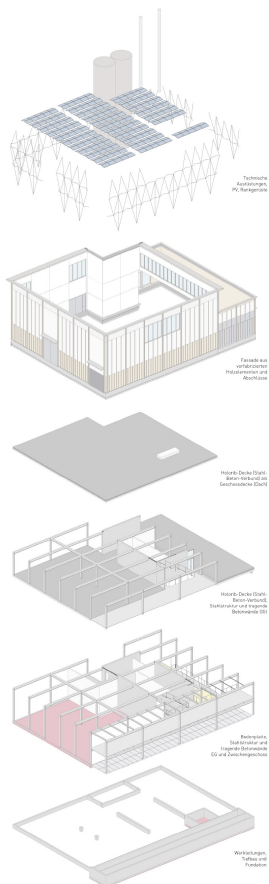 Technische
Ausrüstungen,
PV, Rankgerüste
Fassade aus
vorfabrizierten
Holzelementen und
Abschlüsse
Holorib-Decke (Stahl-
Beton-Verbund) als
Geschossdecke (Dach)
Holorib-Decke (Stahl-
Beton-Verbund),
Stahlstruktur und tragende
Betonwände OG
Bodenplatte,
Stahlstruktur und
tragende Betonwände
EG und Zwischengeschoss
Werkleitungen,
Tiefbau und
Fundation